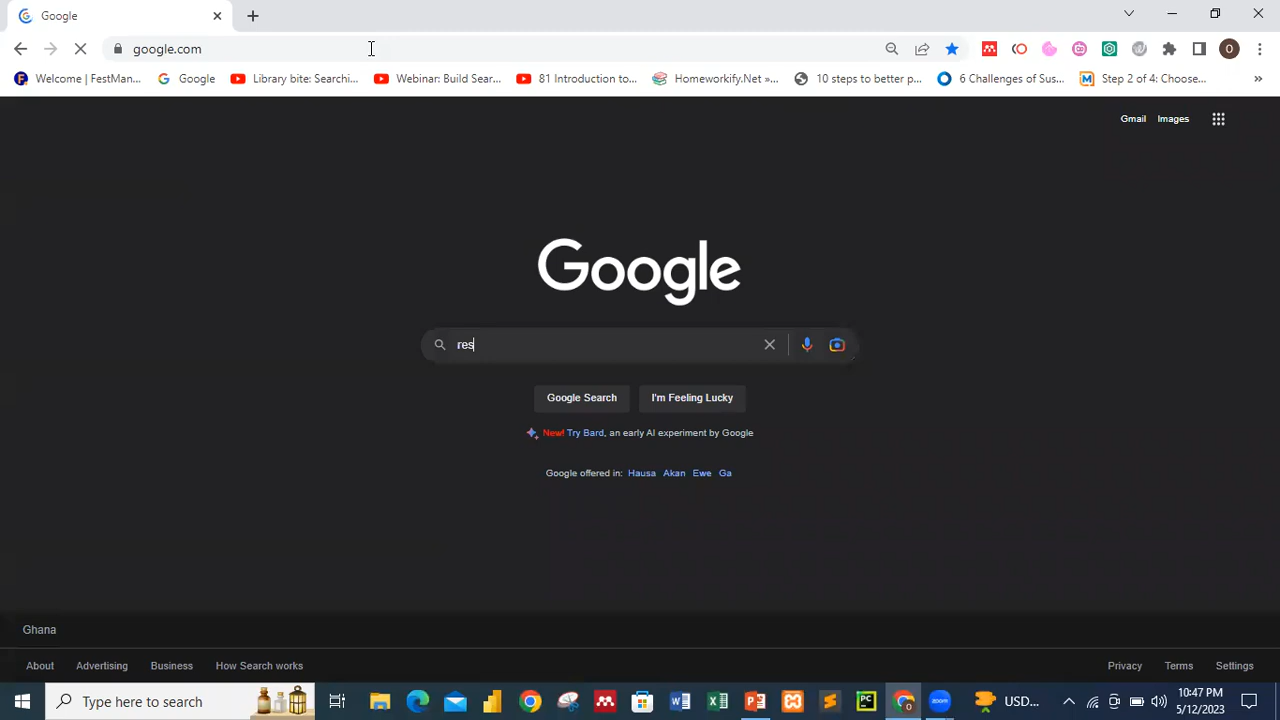 Google
google.com
Welcome | FestMan...
Google
Library bite: Searchi...
Webinar: Build Sear...
81 Introduction to...
Homeworkify.Net »...
10 steps to better p...
6 Challenges of Sus...
Step 2 of 4: Choose...
»
Gmail Images
Google
res
Google Search
I'm Feeling Lucky
New! Try Bard, an early AI experiment by Google
Google offered in: Hausa Akan Ewe Ga
Ghana
About Advertising Business How Search works
Privacy Terms Settings
Type here to search
zoom
USD...
10:47 PM
5/12/2023